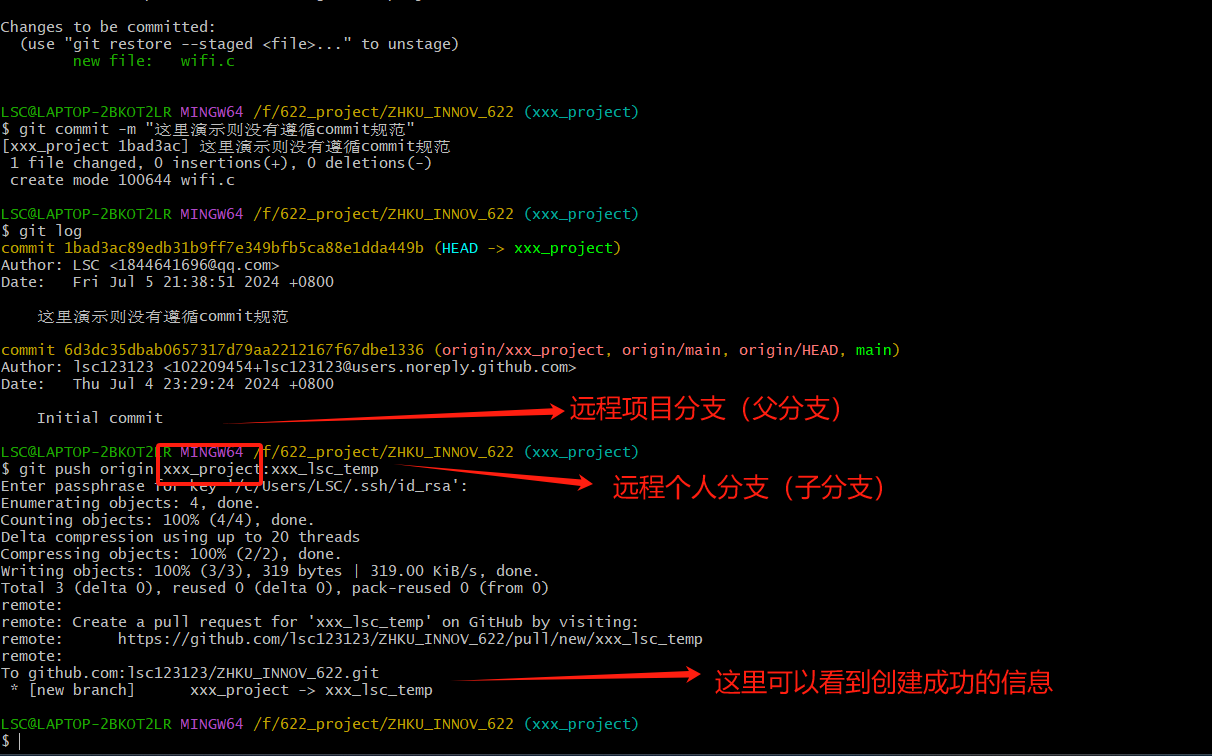 Changes to be committed:
(use "git restore --staged <file>..." to unstage)
new file:   wifi.c
LSC@LAPTOP-2BKOT2LR MINGW64 /f/622_project/ZHKU_INNOV_622 (xxx_project)
$ git commit -m "这里演示则没有遵循commit规范"
[xxx_project 1bad3ac] 这里演示则没有遵循commit规范
1 file changed, 0 insertions(+), 0 deletions(-)
create mode 100644 wifi.c
LSC@LAPTOP-2BKOT2LR MINGW64 /f/622_project/ZHKU_INNOV_622 (xxx_project)
$ git log
commit 1bad3ac89edb31b9ff7e349bfb5ca88e1dda449b (HEAD -> xxx_project)
Author: LSC <1844641696@qq.com>
Date:   Fri Jul 5 21:38:51 2024 +0800
这里演示则没有遵循commit规范
commit 6d3dc35dbab0657317d79aa2212167f67dbe1336 (origin/xxx_project, origin/main, origin/HEAD, main)
Author: lsc123123 <102209454+lsc123123@users.noreply.github.com>
Date:   Thu Jul 4 23:29:24 2024 +0800
Initial commit
远程项目分支（父分支）
LSC@LAPTOP-2BKOT2LR MINGW64 /f/622_project/ZHKU_INNOV_622 (xxx_project)
$ git push origin xxx_project:xxx_lsc_temp
远程个人分支（子分支）
Enter passphrase for key '/c/Users/LSC/.ssh/id_rsa':
Enumerating objects: 4, done.
Counting objects: 100% (4/4), done.
Delta compression using up to 20 threads
Compressing objects: 100% (2/2), done.
Writing objects: 100% (3/3), 319 bytes | 319.00 KiB/s, done.
Total 3 (delta 0), reused 0 (delta 0), pack-reused 0 (from 0)
remote:
remote: Create a pull request for 'xxx_lsc_temp' on GitHub by visiting:
remote:      https://github.com/lsc123123/ZHKU_INNOV_622/pull/new/xxx_lsc_temp
remote:
To github.com:lsc123123/ZHKU_INNOV_622.git
* [new branch]      xxx_project -> xxx_lsc_temp
这里可以看到创建成功的信息
LSC@LAPTOP-2BKOT2LR MINGW64 /f/622_project/ZHKU_INNOV_622 (xxx_project)
$